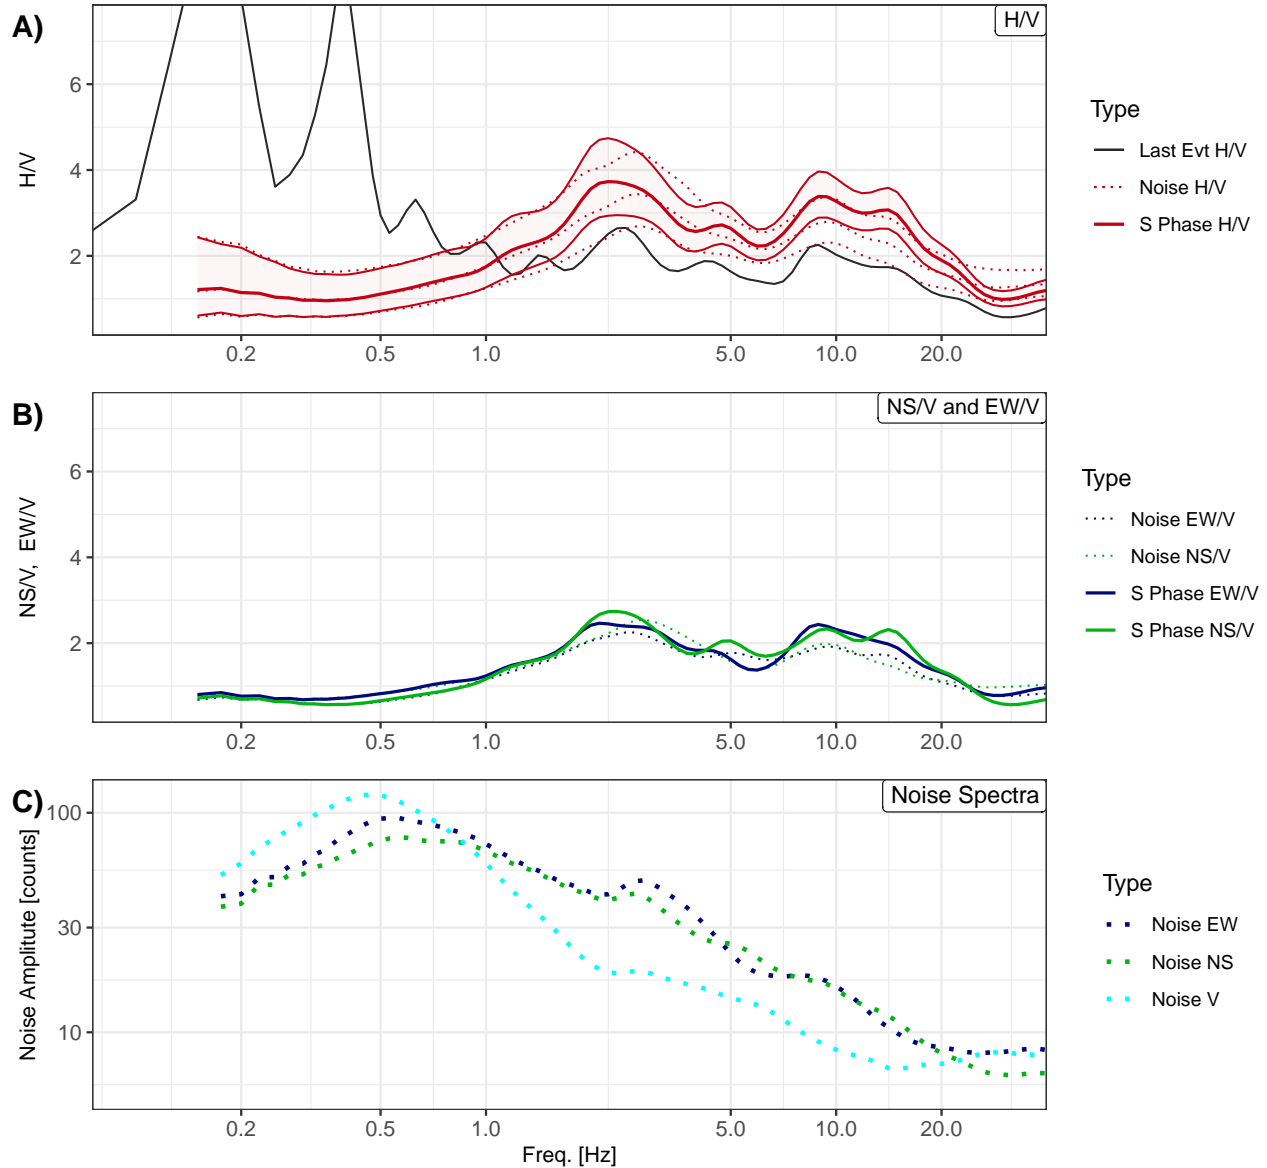 A)
H/V
6
4
2
H/V
0.2 0.5 1.0 5.0 10.0 20.0
Type
Last Evt H/V
Noise H/V
S Phase H/V
B)
NS/V and EW/V
6
4
2
NS/V,  EW/V
0.2 0.5 1.0 5.0 10.0 20.0
Type
Noise EW/V
Noise NS/V
S Phase EW/V
S Phase NS/V
C)
Noise Spectra
100
30
10
Noise Amplitute [counts]
0.2 0.5 1.0 5.0 10.0 20.0
Freq. [Hz]
Type
Noise EW
Noise NS
Noise V